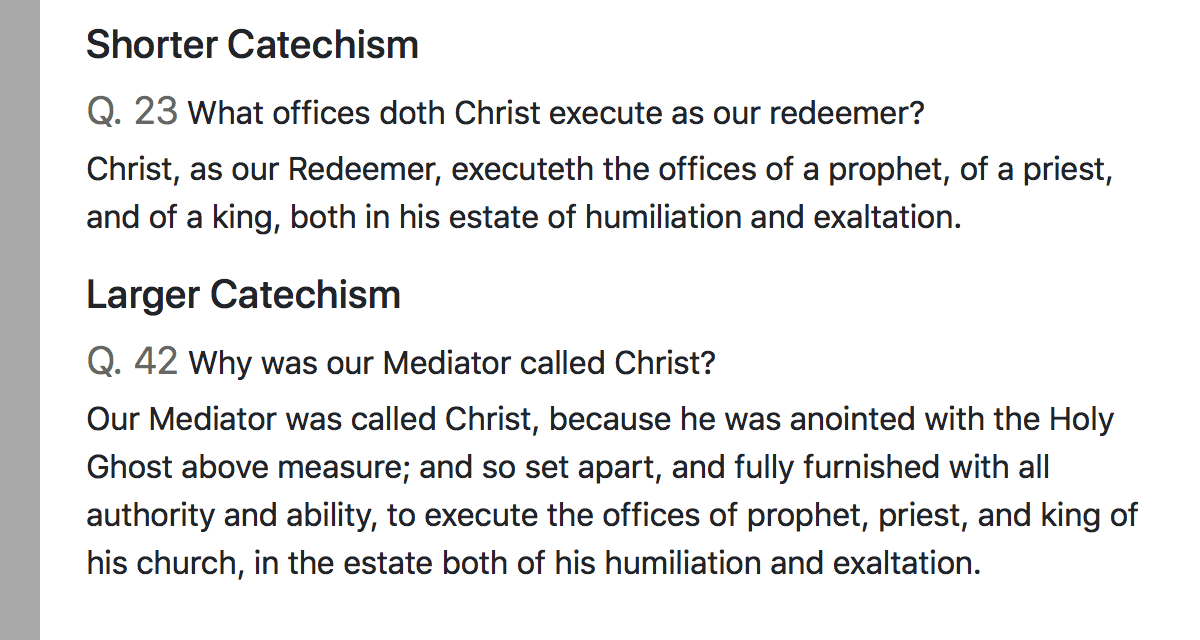 Shorter Catechism
Q. 23 What offices doth Christ execute as our redeemer?
Christ, as our Redeemer, executeth the offices of a prophet, of a priest,
and of a king, both in his estate of humiliation and exaltation.
Larger Catechism
Q. 42 Why was our Mediator called Christ?
Our Mediator was called Christ, because he was anointed with the Holy
Ghost above measure; and so set apart, and fully furnished with all
authority and ability, to execute the offices of prophet, priest, and king of
his church, in the estate both of his humiliation and exaltation.